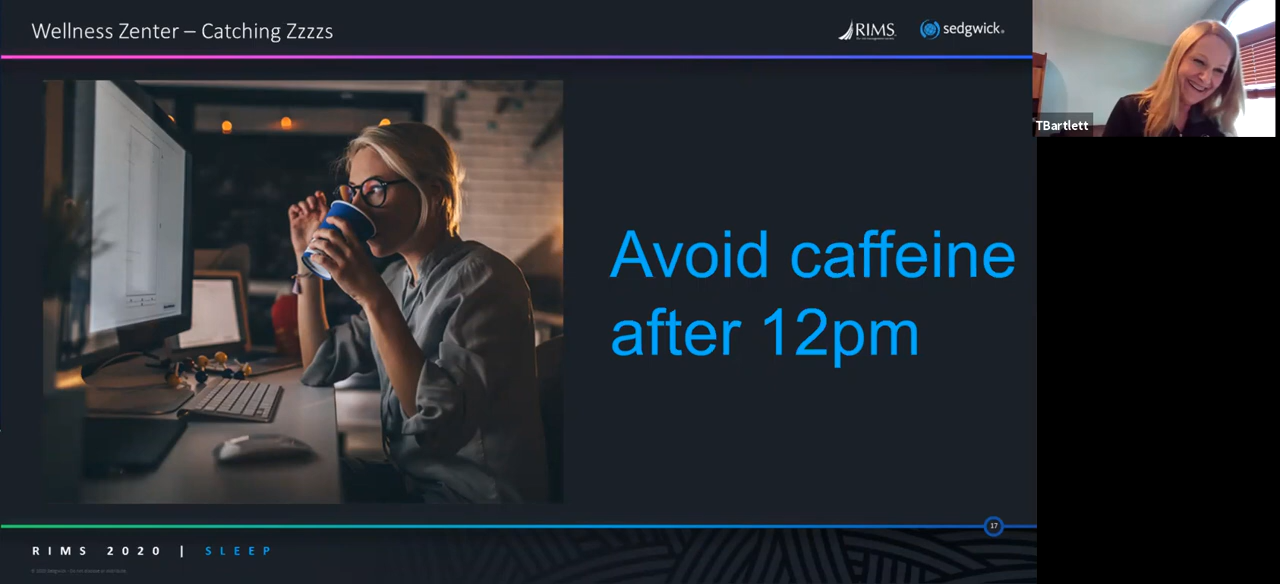 Wellness Zenter – Catching Zzzzs
RIMS
sedgwick.
TBartlett
Avoid caffeine
after 12pm
17
RIMS 2020 | SLEEP